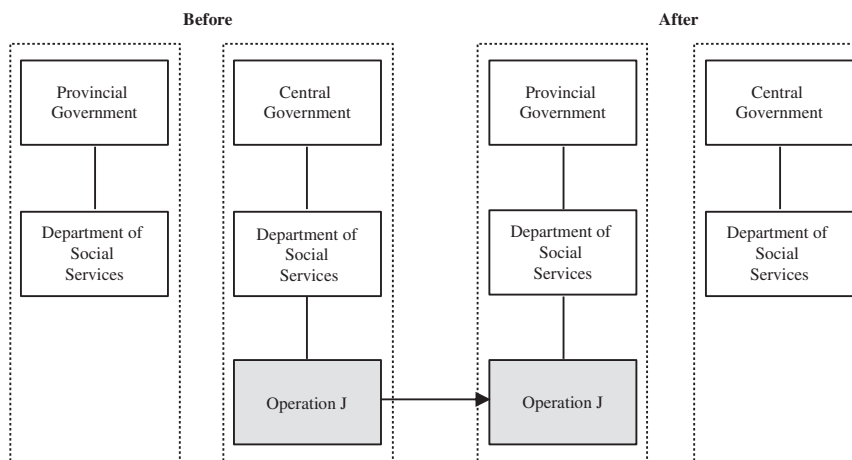 Before
After
Provincial
Government
Central
Government
Provincial
Government
Central
Government
Department of
Social
Services
Department of
Social
Services
Department of
Social
Services
Department of
Social
Services
Operation J
Operation J